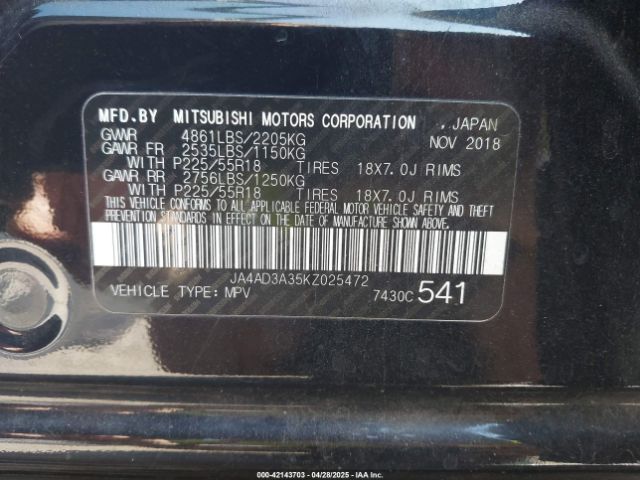 MFD.BY MITSUBISHI MOTORS CORPORATION , JAPAN
GVWR 4861LBS/2205KG NOV 2018
GAWR FR 2535LBS/1150KG
WITH P225/55R18 TIRES 18X7.0J RIMS
GAWR RR 2756LBS/1250KG
WITH P225/55R18 TIRES 18X7.0J RIMS
THIS VEHICLE CONFORMS TO ALL APPLICABLE FEDERAL MOTOR VEHICLE SAFETY AND THEFT
PREVENTION STANDARDS IN EFFECT ON THE DATE OF MANUFACTURE SHOWN ABOVE.
JA4AD3A35KZ025472
VEHICLE TYPE: MPV 7430C 541
000-42143703 - 04/28/2025 - IAAI.com